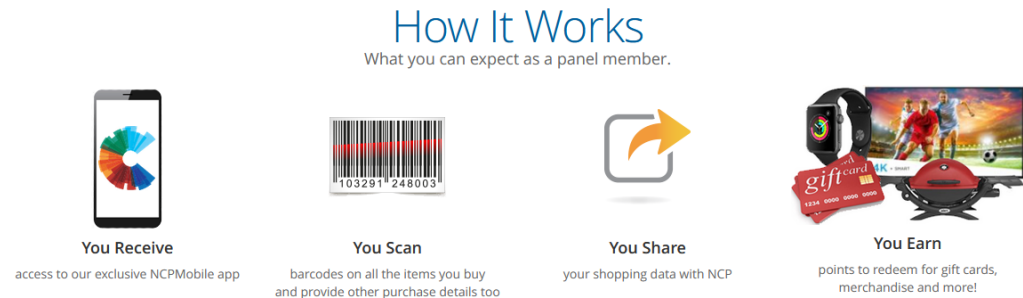 How It Works
What you can expect as a panel member.
103291 248003
4K + SMART
gift card
1234 0000 0000 0000
You Receive
You Scan
You Share
You Earn
access to our exclusive NCPMobile app
barcodes on all the items you buy
and provide other purchase details too
your shopping data with NCP
points to redeem for gift cards,
merchandise and more!